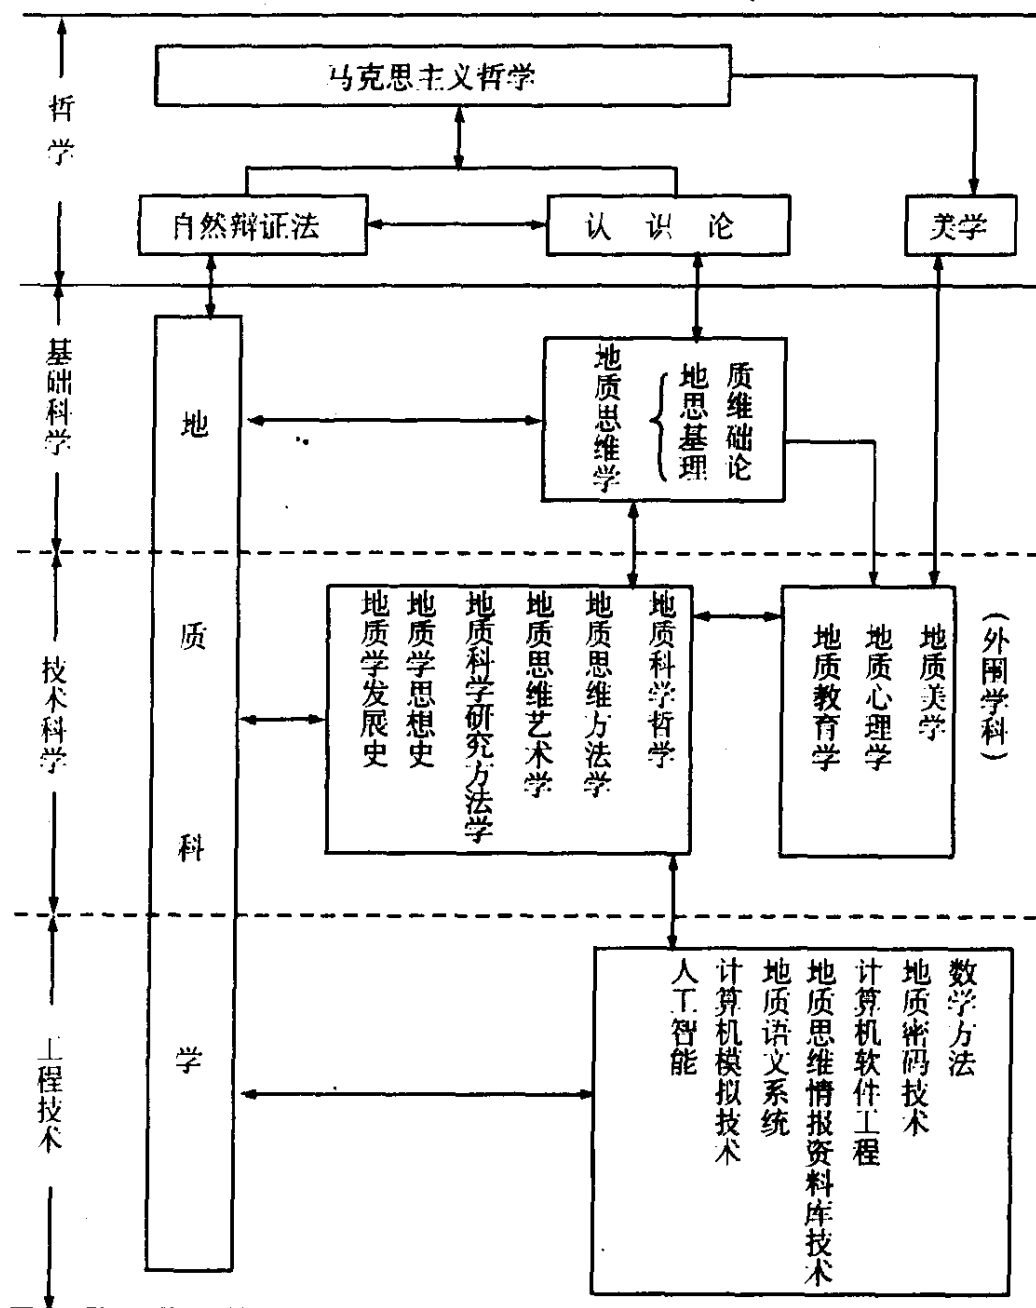 哲学
马克思主义哲学
自然辩证法
认识论
美学
基础科学
地质科学
地质思维学
质维础论
地思基理
技术科学
地质科学哲学
地质思维方法学
地质思维艺术学
地质科学研究方法学
地质学思想史
地质学发展史
地质美学
地质心理学
地质教育学
(外围学科)
工程技术
数学方法
地质密码技术
计算机软件工程
地质思维情报资料库技术
地质语文系统
计算机模拟技术
人工智能